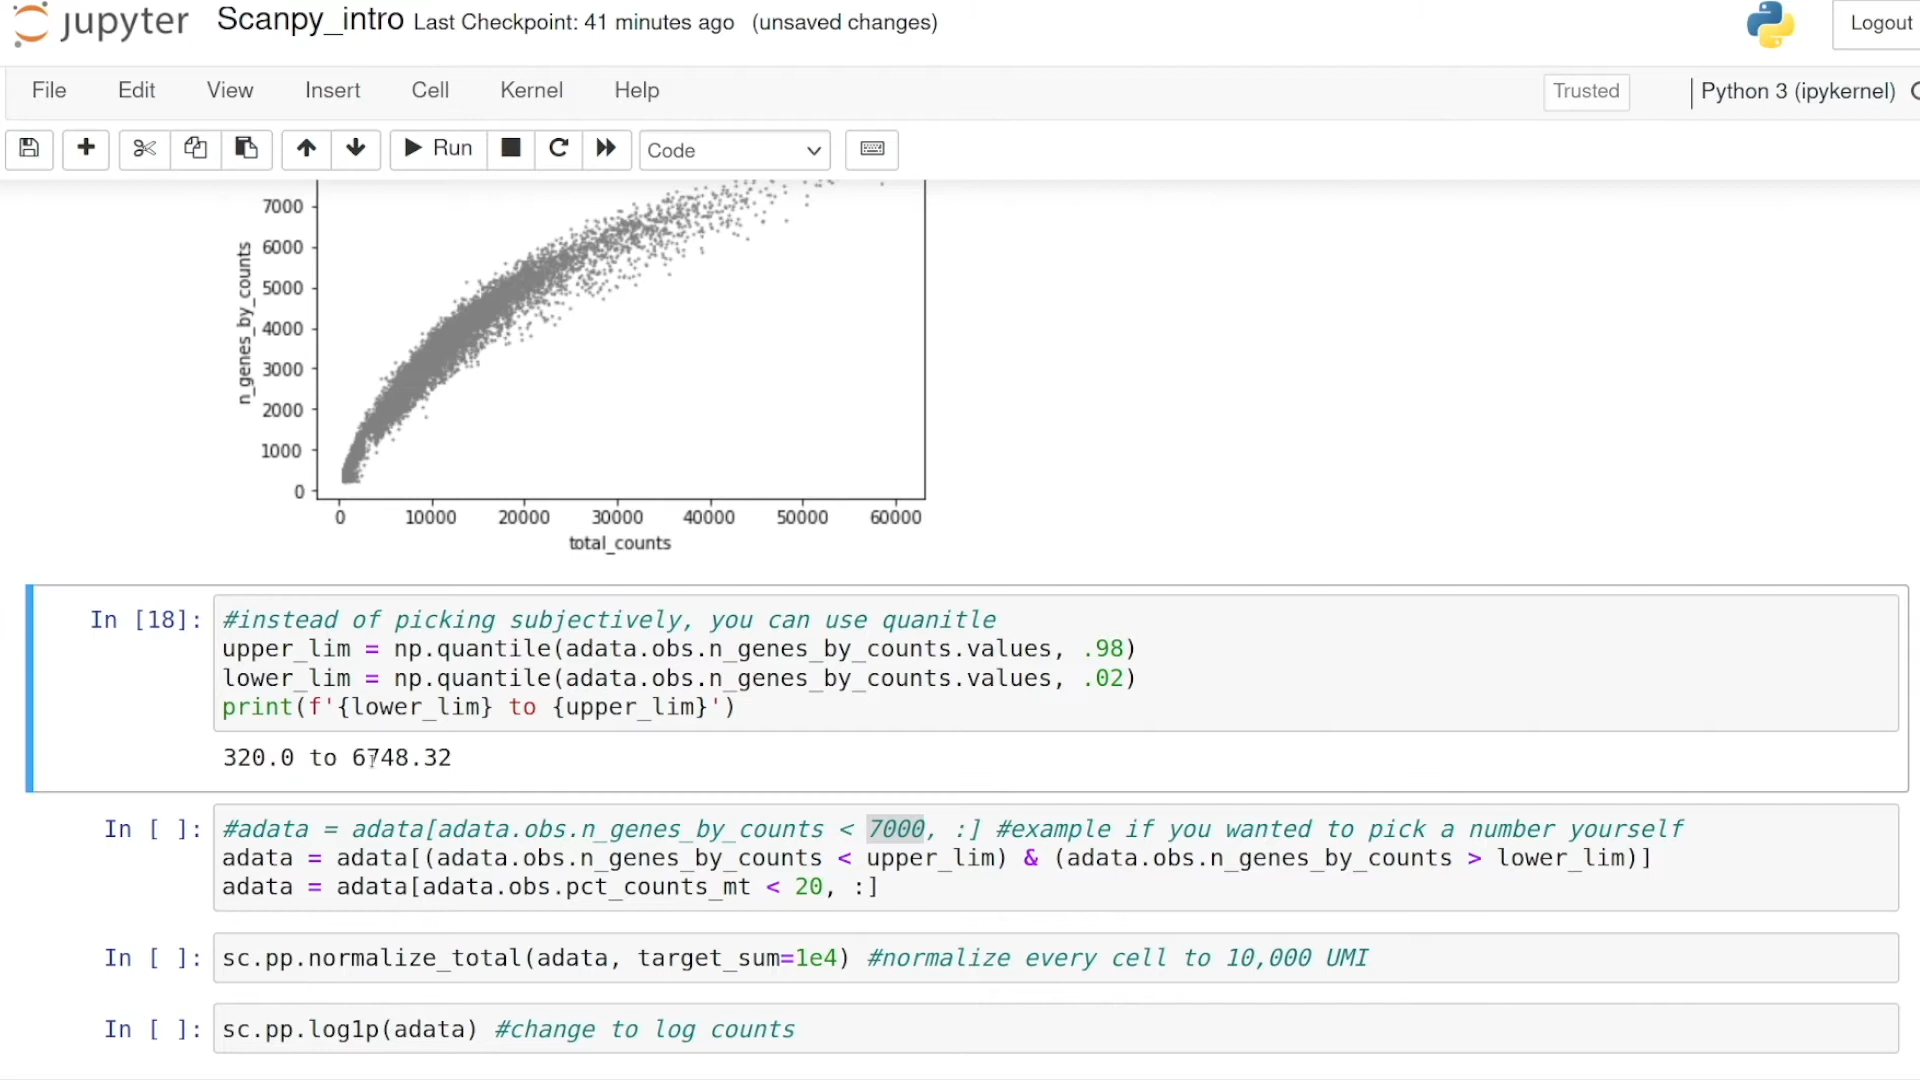 jupyter Scanpy_intro Last Checkpoint: 41 minutes ago (unsaved changes) Logout
File Edit View Insert Cell Kernel Help Trusted Python 3 (ipykernel)
Run Code
7000
6000
5000
4000
3000
2000
1000
0
n_genes_by_counts
0 10000 20000 30000 40000 50000 60000
total_counts
In [18]: #instead of picking subjectively, you can use quanitle
upper_lim = np.quantile(adata.obs.n_genes_by_counts.values, .98)
lower_lim = np.quantile(adata.obs.n_genes_by_counts.values, .02)
print(f'{lower_lim} to {upper_lim}')
320.0 to 6748.32
In [ ]: #adata = adata[adata.obs.n_genes_by_counts < 7000, :] #example if you wanted to pick a number yourself
adata = adata[(adata.obs.n_genes_by_counts < upper_lim) & (adata.obs.n_genes_by_counts > lower_lim)]
adata = adata[adata.obs.pct_counts_mt < 20, :]
In [ ]: sc.pp.normalize_total(adata, target_sum=1e4) #normalize every cell to 10,000 UMI
In [ ]: sc.pp.log1p(adata) #change to log counts